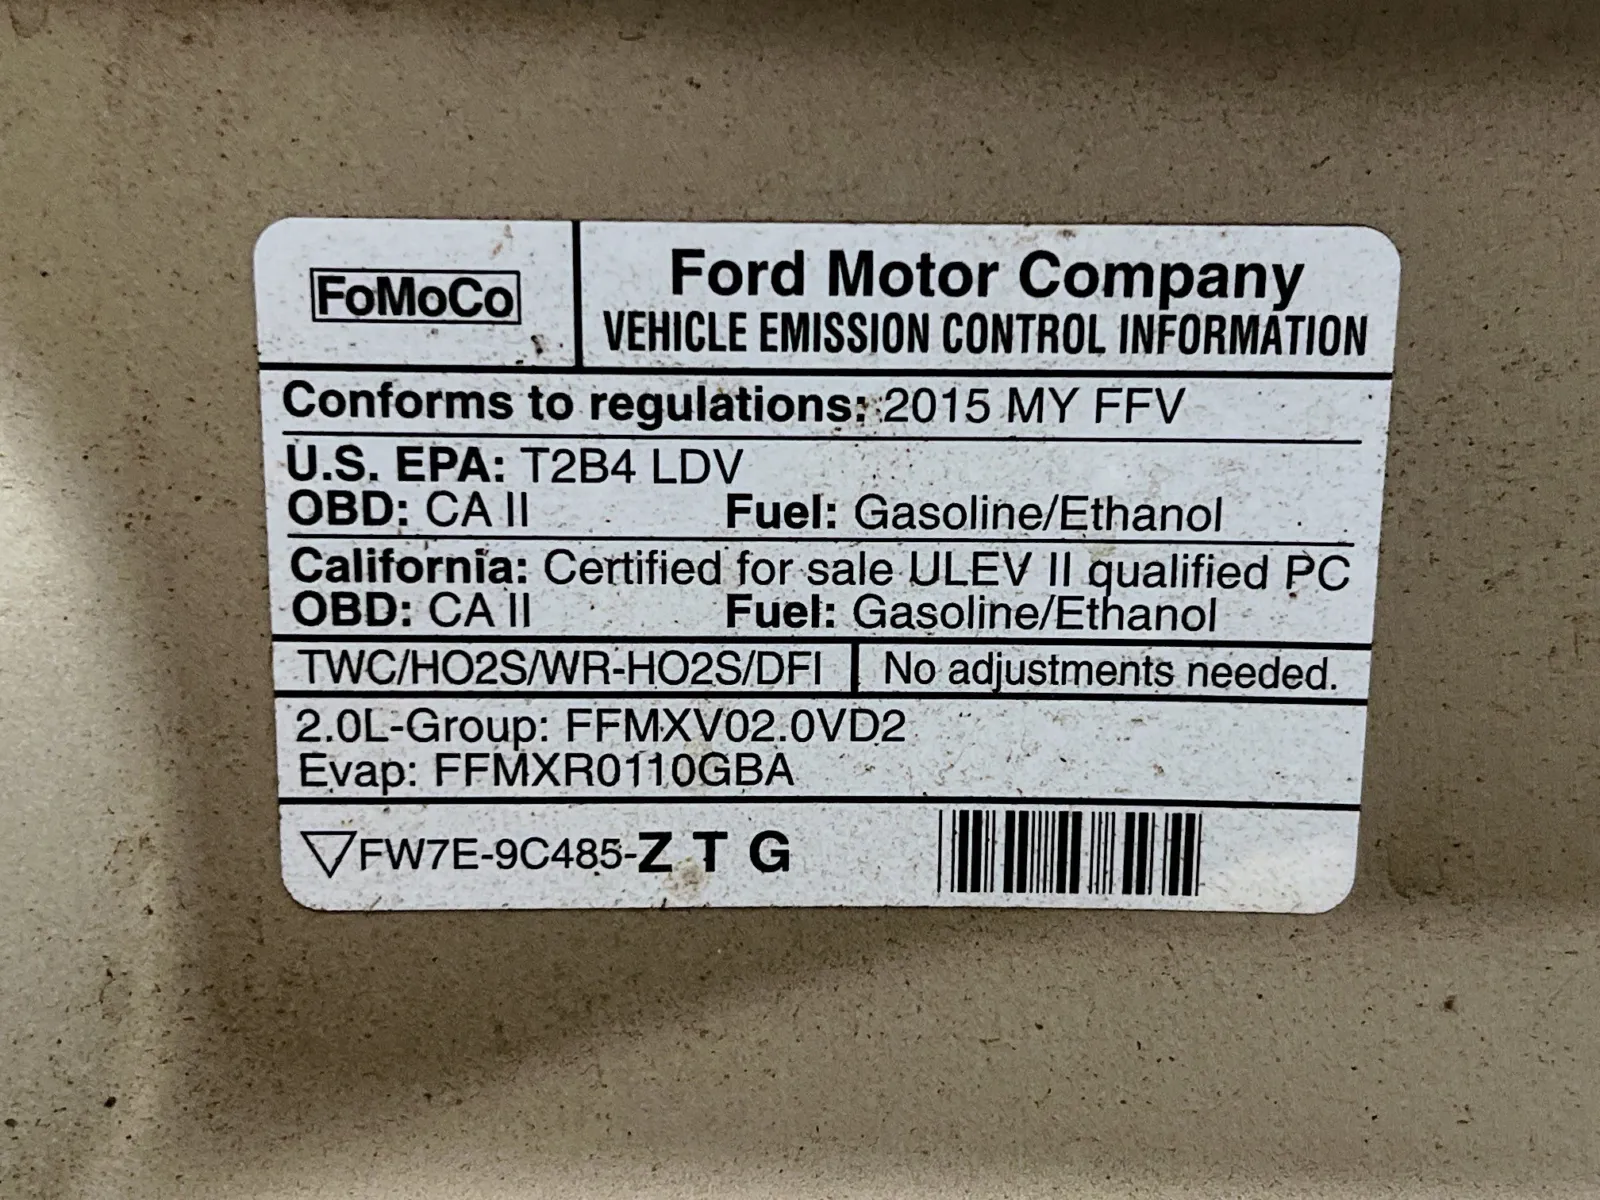 FoMoCo
Ford Motor Company
VEHICLE EMISSION CONTROL INFORMATION
Conforms to regulations: 2015 MY FFV
U.S. EPA: T2B4 LDV
OBD: CA II Fuel: Gasoline/Ethanol
California: Certified for sale ULEV II qualified PC
OBD: CA II Fuel: Gasoline/Ethanol
TWC/HO2S/WR-HO2S/DFI No adjustments needed.
2.0L-Group: FFMXV02.0VD2
Evap: FFMXR0110GBA
FW7E-9C485-Z T G